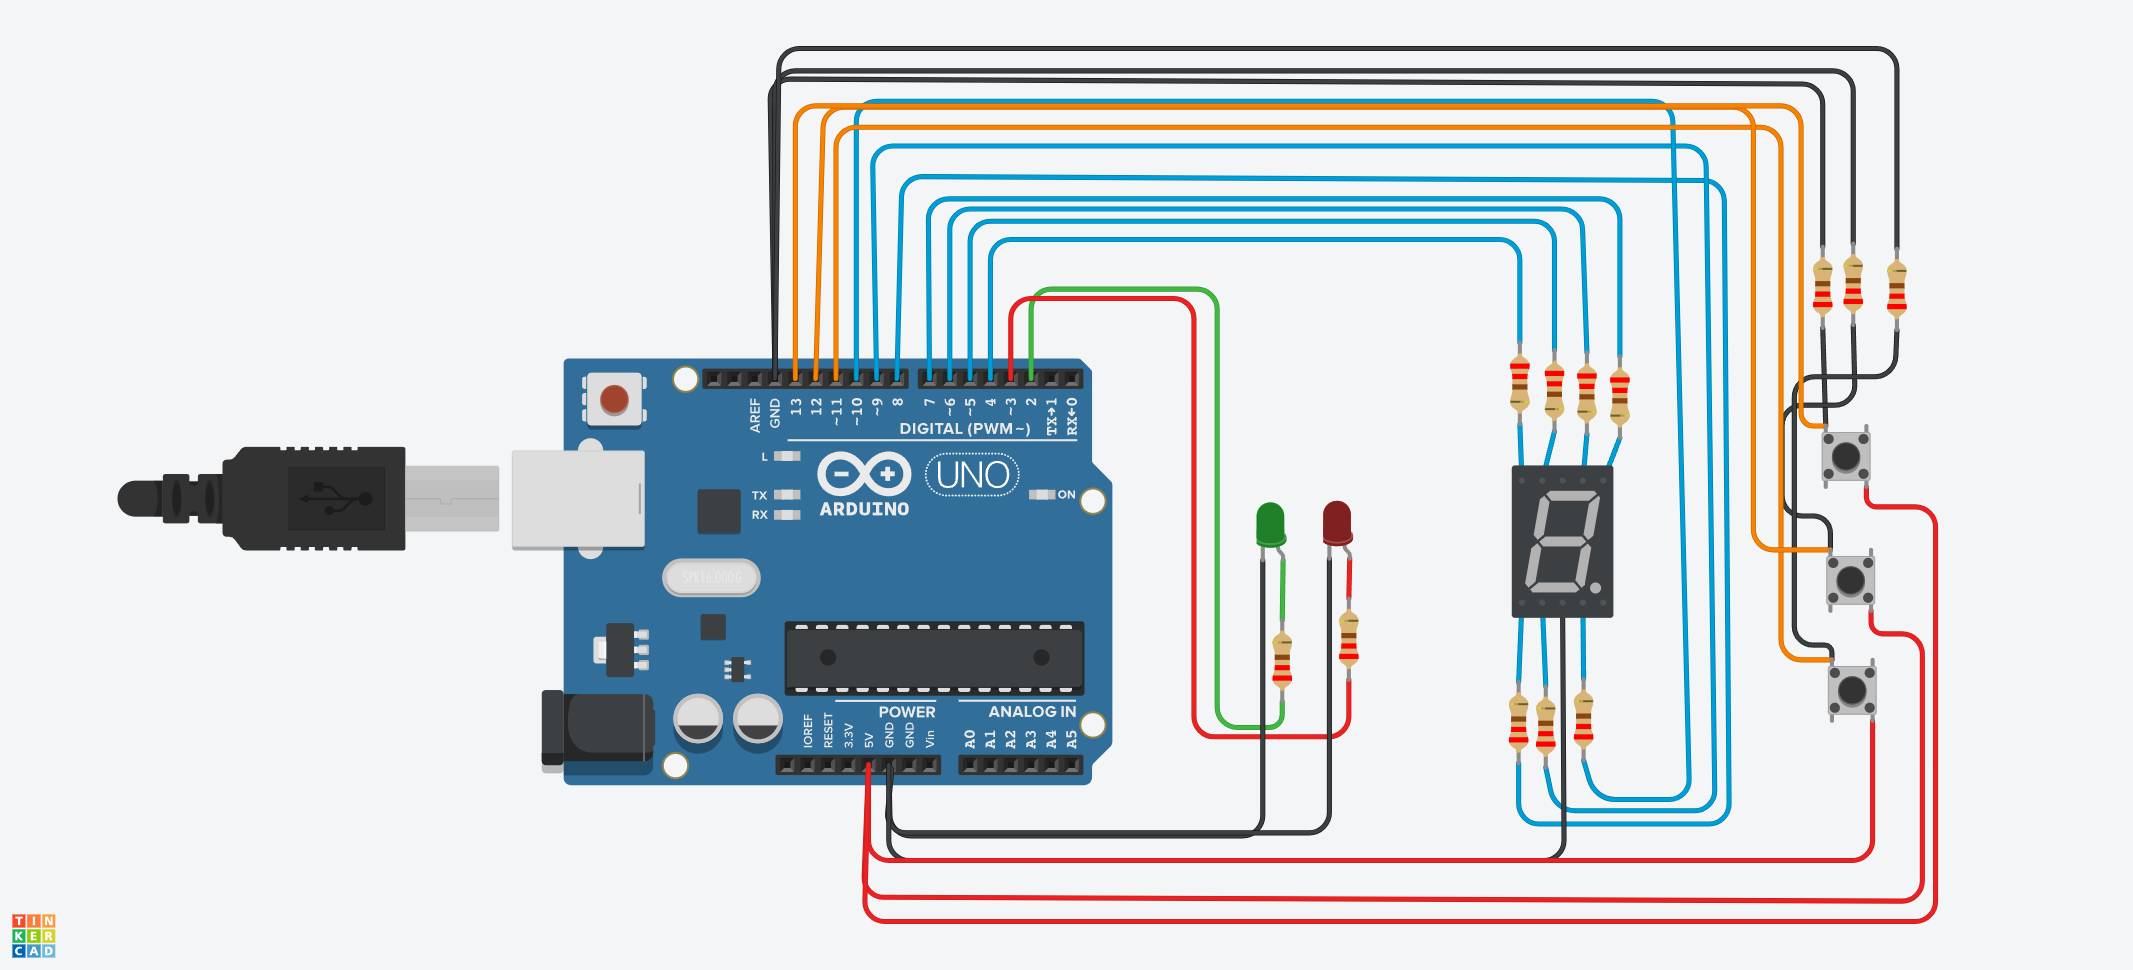 AREF
GND
13
12
~11
~10
~9
8
7
~6
~5
4
~3
2
TX→1
RX←0
DIGITAL (PWM~)
L
TX
RX
UNO
ON
ARDUINO
SPK16.000G
POWER
ANALOG IN
IOREF
RESET
3.3V
5V
GND
GND
Vin
A0
A1
A2
A3
A4
A5
TIN
KER
CAD